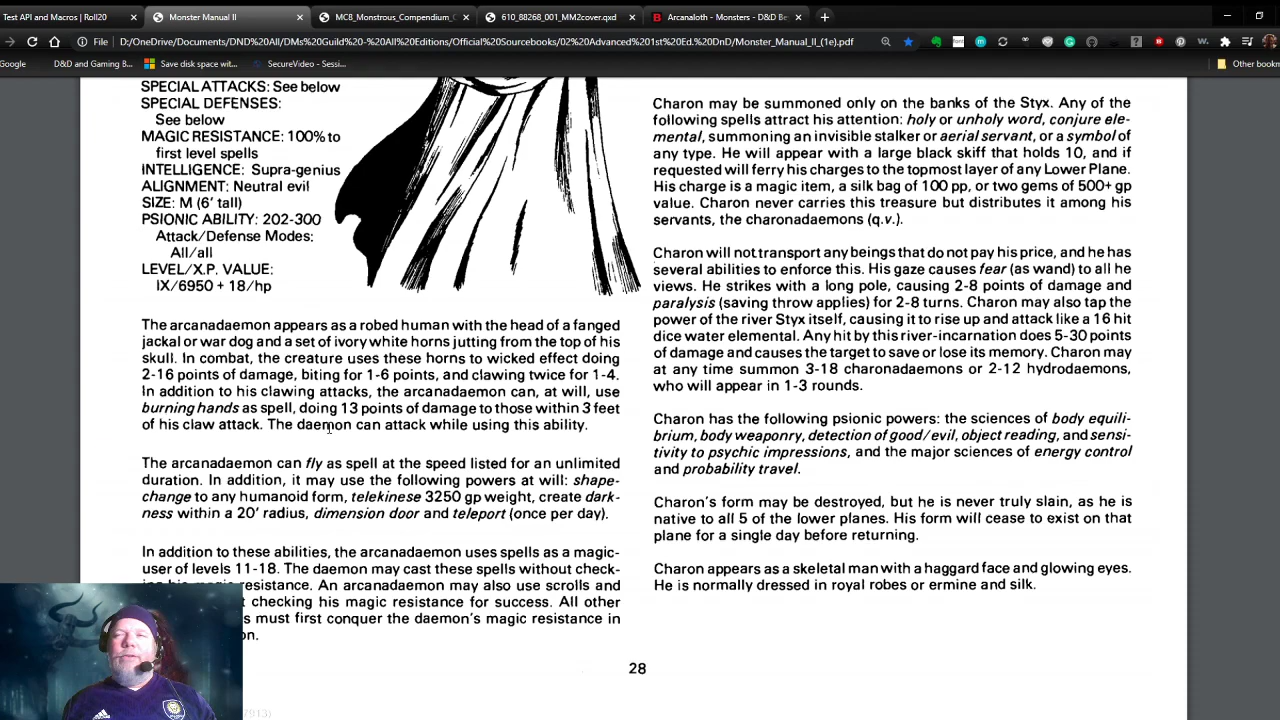 Test API and Macros | Roll20
Monster Manual II
MC8_Monstrous_Compendium_
610_88268_001_MM2cover.qxd
Arcanaloth - Monsters - D&D Be
File
D:/OneDrive/Documents/DND%20All/DMs%20Guild%20-%20All%20Editions/Official%20Sourcebooks/02%20Advanced%201st%20Ed.%20DnD/Monster_Manual_II_(1e).pdf
Google
D&D and Gaming B...
Save disk space wit...
SecureVideo - Sessi...
Other bookm
SPECIAL ATTACKS: See below
SPECIAL DEFENSES:
See below
MAGIC RESISTANCE: 100% to
first level spells
INTELLIGENCE: Supra-genius
ALIGNMENT: Neutral evil
SIZE: M (6' tall)
PSIONIC ABILITY: 202-300
Attack/Defense Modes:
All/all
LEVEL/X.P. VALUE:
IX/6950 + 18/hp
The arcanadaemon appears as a robed human with the head of a fanged
jackal or war dog and a set of ivory white horns jutting from the top of his
skull. In combat, the creature uses these horns to wicked effect doing
2-16 points of damage, biting for 1-6 points, and clawing twice for 1-4.
In addition to his clawing attacks, the arcanadaemon can, at will, use
burning hands as spell, doing 13 points of damage to those within 3 feet
of his claw attack. The daemon can attack while using this ability.
The arcanadaemon can fly as spell at the speed listed for an unlimited
duration. In addition, it may use the following powers at will: shape-
change to any humanoid form, telekinese 3250 gp weight, create dark-
ness within a 20' radius, dimension door and teleport (once per day).
In addition to these abilities, the arcanadaemon uses spells as a magic-
user of levels 11-18. The daemon may cast these spells without check-
resistance. An arcanadaemon may also use scrolls and
checking his magic resistance for success. All other
must first conquer the daemon's magic resistance in
Charon may be summoned only on the banks of the Styx. Any of the
following spells attract his attention: holy or unholy word, conjure ele-
mental, summoning an invisible stalker or aerial servant, or a symbol of
any type. He will appear with a large black skiff that holds 10, and if
requested will ferry his charges to the topmost layer of any Lower Plane.
His charge is a magic item, a silk bag of 100 pp, or two gems of 500+ gp
value. Charon never carries this treasure but distributes it among his
servants, the charonadaemons (q.v.).
Charon will not transport any beings that do not pay his price, and he has
several abilities to enforce this. His gaze causes fear (as wand) to all he
views. He strikes with a long pole, causing 2-8 points of damage and
paralysis (saving throw applies) for 2-8 turns. Charon may also tap the
power of the river Styx itself, causing it to rise up and attack like a 16 hit
dice water elemental. Any hit by this river-incarnation does 5-30 points
of damage and causes the target to save or lose its memory. Charon may
at any time summon 3-18 charonadaemons or 2-12 hydrodaemons,
who will appear in 1-3 rounds.
Charon has the following psionic powers: the sciences of body equili-
brium, body weaponry, detection of good/evil, object reading, and sensi-
tivity to psychic impressions, and the major sciences of energy control
and probability travel.
Charon's form may be destroyed, but he is never truly slain, as he is
native to all 5 of the lower planes. His form will cease to exist on that
plane for a single day before returning.
Charon appears as a skeletal man with a haggard face and glowing eyes.
He is normally dressed in royal robes or ermine and silk.
28